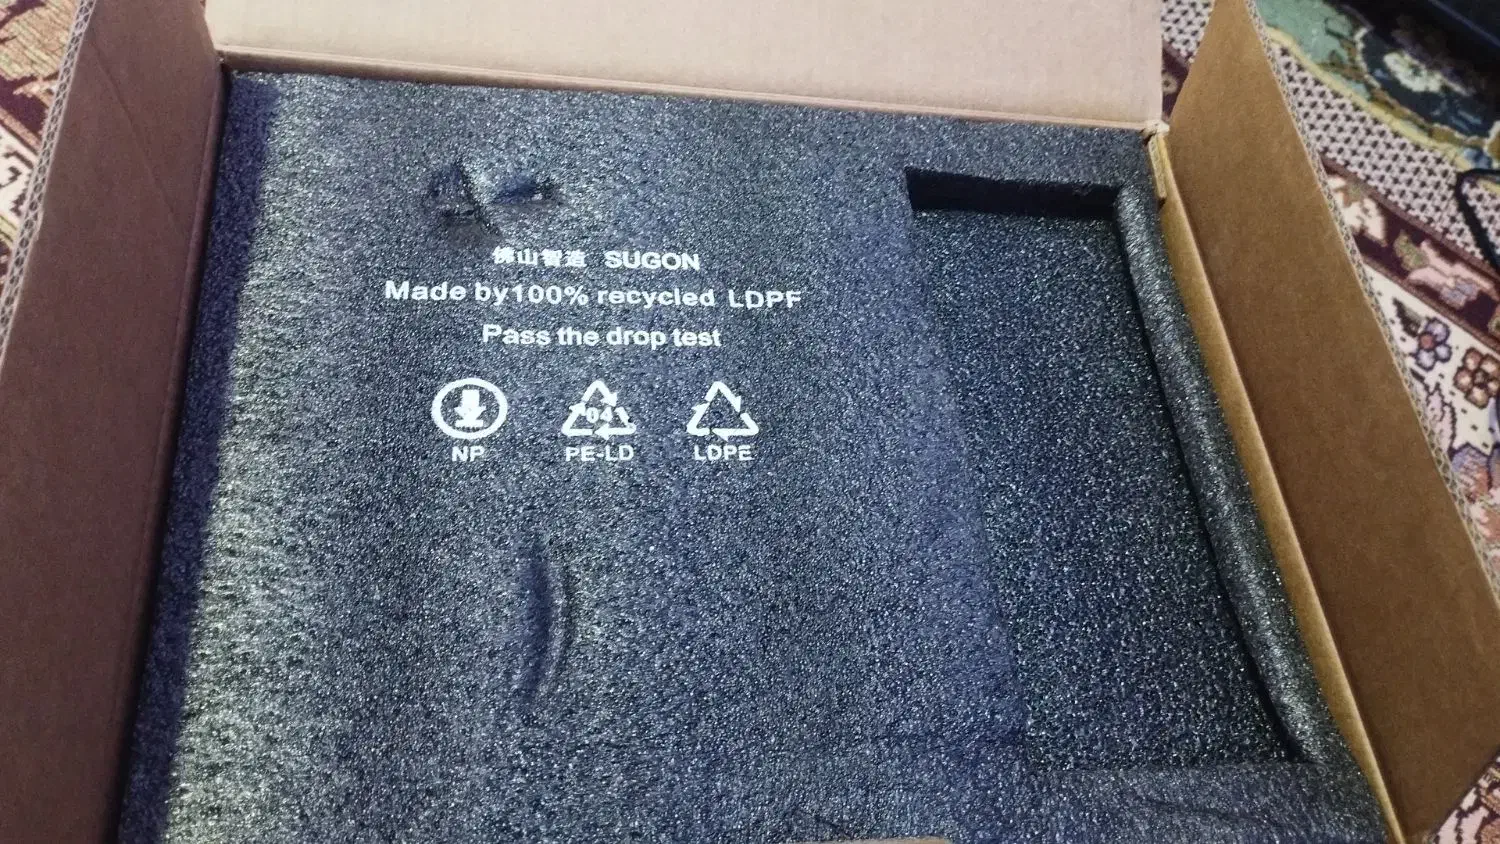 佛山智造 SUGON
Made by100% recycled LDPF
Pass the drop test
04
NP PE-LD LDPE